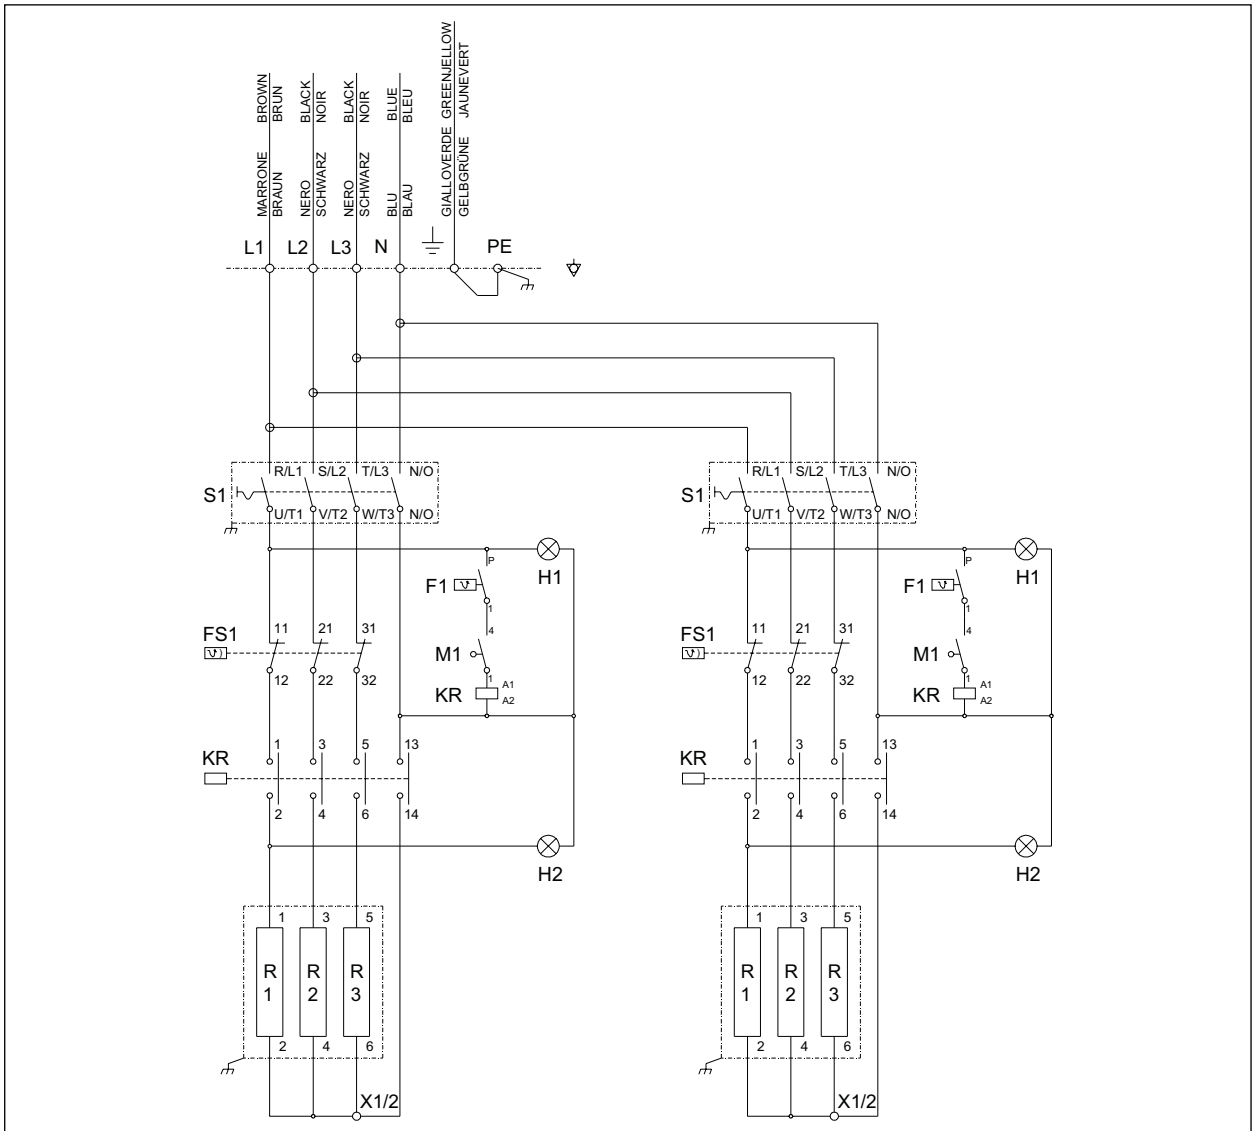 MARRONE BROWN
BRAUN BRUN
NERO BLACK
SCHWARZ NOIR
NERO BLACK
SCHWARZ NOIR
BLU BLUE
BLAU BLEU
GIALLOVERDE GREENJELLOW
GELBGRÜNE JAUNEVERT
L1 L2 L3 N PE
R/L1 S/L2 T/L3 N/O R/L1 S/L2 T/L3 N/O
S1 S1
U/T1 V/T2 W/T3 N/O U/T1 V/T2 W/T3 N/O
P P
H1 H1
F1 F1
1 1
11 21 31 4 11 21 31 4
FS1 FS1
M1 M1
12 22 32 1 12 22 32 1
KR A1 KR A1
A2 A2
1 3 5 13 1 3 5 13
KR KR
2 4 6 14 2 4 6 14
H2 H2
1 3 5 1 3 5
R R R R R R
1 2 3 1 2 3
2 4 6 2 4 6
X1/2 X1/2